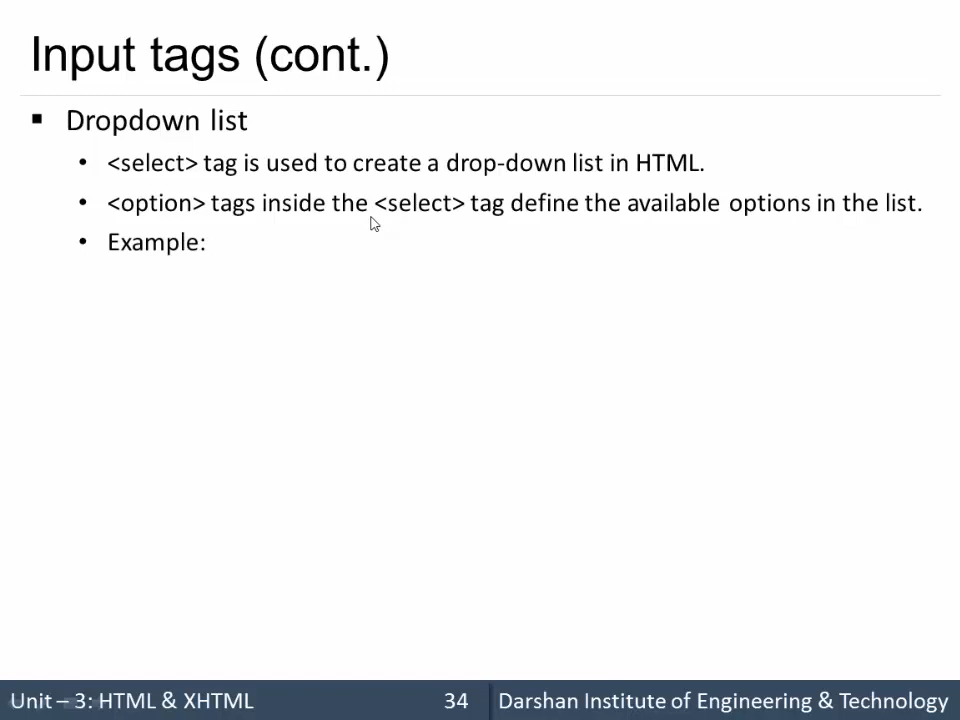 Input tags (cont.)
▪ Dropdown list
• <select> tag is used to create a drop-down list in HTML.
• <option> tags inside the <select> tag define the available options in the list.
• Example:
Unit – 3: HTML & XHTML 34 Darshan Institute of Engineering & Technology